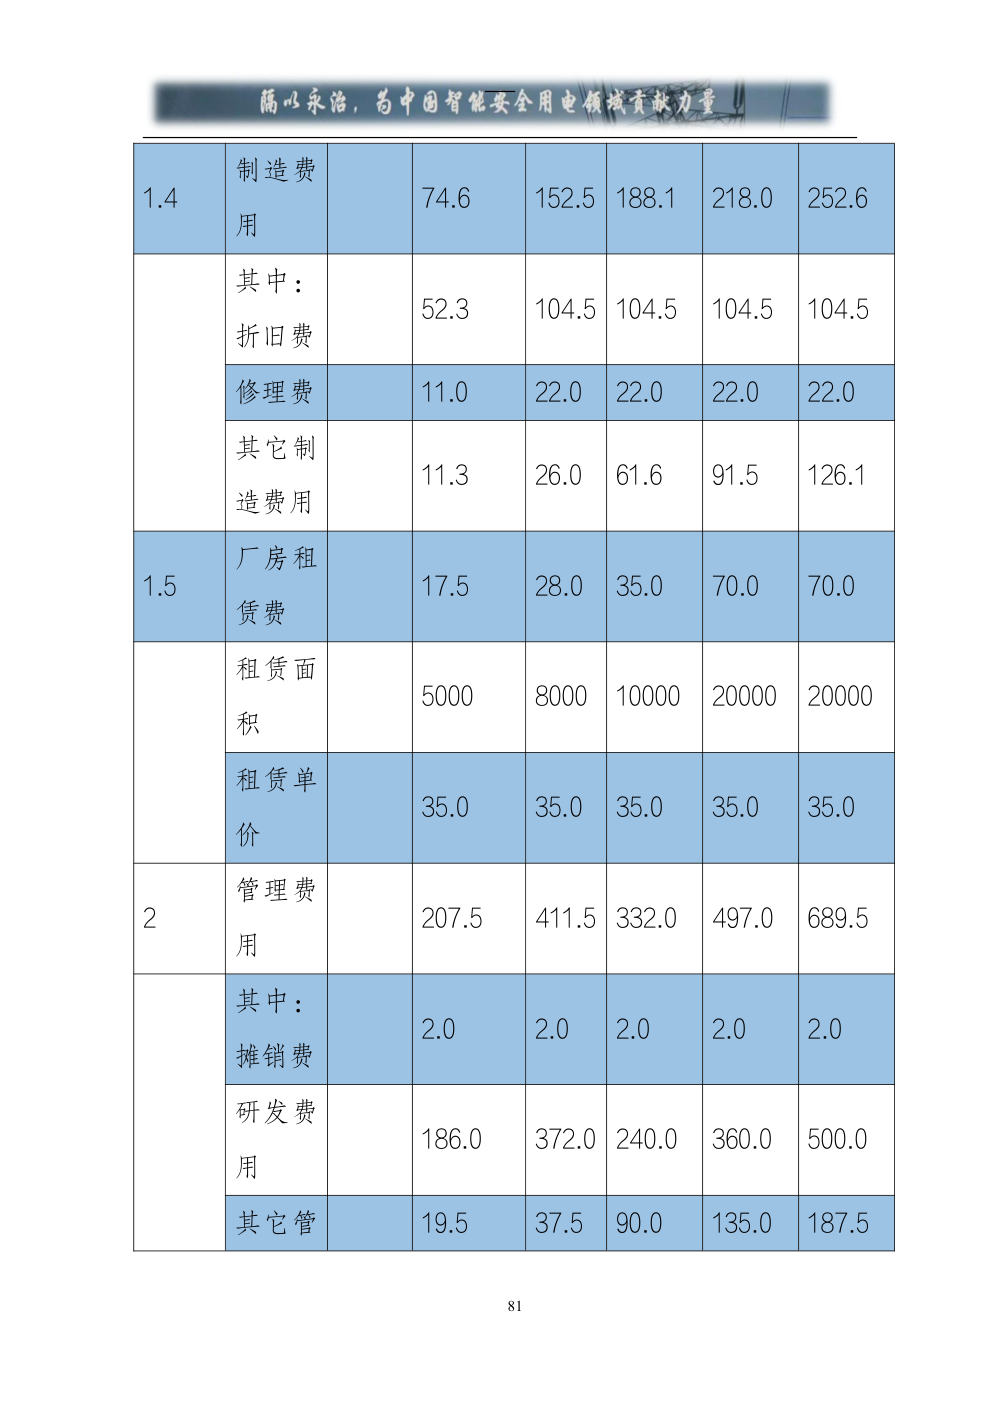 隔以永治，为中国智能安全用电领域贡献力量
1.4 制造费用 74.6 152.5 188.1 218.0 252.6
其中：折旧费 52.3 104.5 104.5 104.5 104.5
修理费 11.0 22.0 22.0 22.0 22.0
其它制造费用 11.3 26.0 61.6 91.5 126.1
1.5 厂房租赁费 17.5 28.0 35.0 70.0 70.0
租赁面积 5000 8000 10000 20000 20000
租赁单价 35.0 35.0 35.0 35.0 35.0
2 管理费用 207.5 411.5 332.0 497.0 689.5
其中：摊销费 2.0 2.0 2.0 2.0 2.0
研发费用 186.0 372.0 240.0 360.0 500.0
其它管 19.5 37.5 90.0 135.0 187.5
81